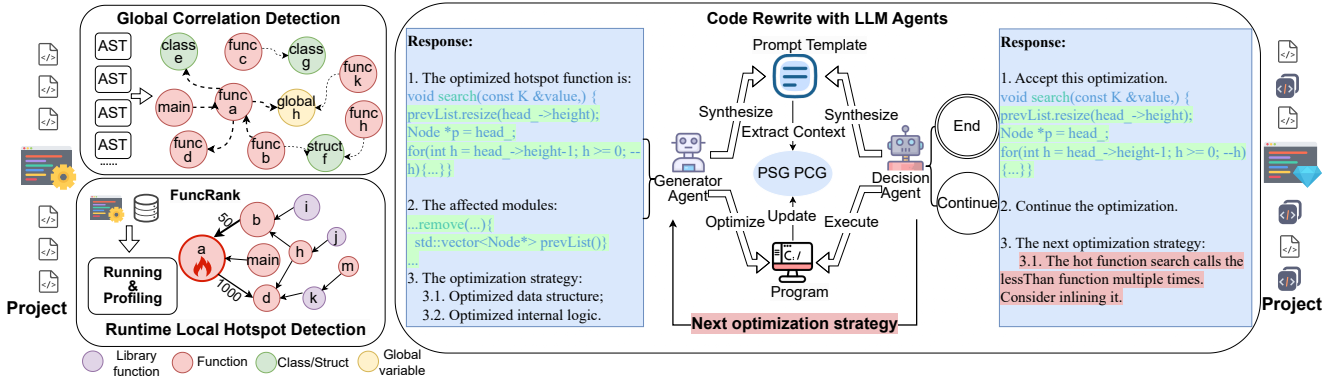 Project
Global Correlation Detection
AST
AST
AST
AST
......
class
e
func
c
class
g
func
k
main
func
a
global
h
func
h
func
d
func
b
struct
f
FuncRank
Running
&
Profiling
50
1000
a
b
i
j
main
h
m
d
k
Runtime Local Hotspot Detection
Library
function
Function
Class/Struct
Global
variable
Code Rewrite with LLM Agents
Response:
1. The optimized hotspot function is:
void search(const K &value,) {
prevList.resize(head_->height);
Node *p = head_;
for(int h = head_->height-1; h >= 0; --
h){...}}
2. The affected modules:
...remove(...){
std::vector<Node*> prevList()}
...
3. The optimization strategy:
3.1. Optimized data structure;
3.2. Optimized internal logic.
Generator
Agent
Prompt Template
Synthesize
Synthesize
Extract Context
PSG PCG
Update
Optimize
Execute
C:/
Program
Decision
Agent
Next optimization strategy
End
Continue
Response:
1. Accept this optimization.
void search(const K &value,) {
prevList.resize(head_->height);
Node *p = head_;
for(int h = head_->height-1; h >= 0; --h)
{...}}
2. Continue the optimization.
3. The next optimization strategy:
3.1. The hot function search calls the
lessThan function multiple times.
Consider inlining it.
Project